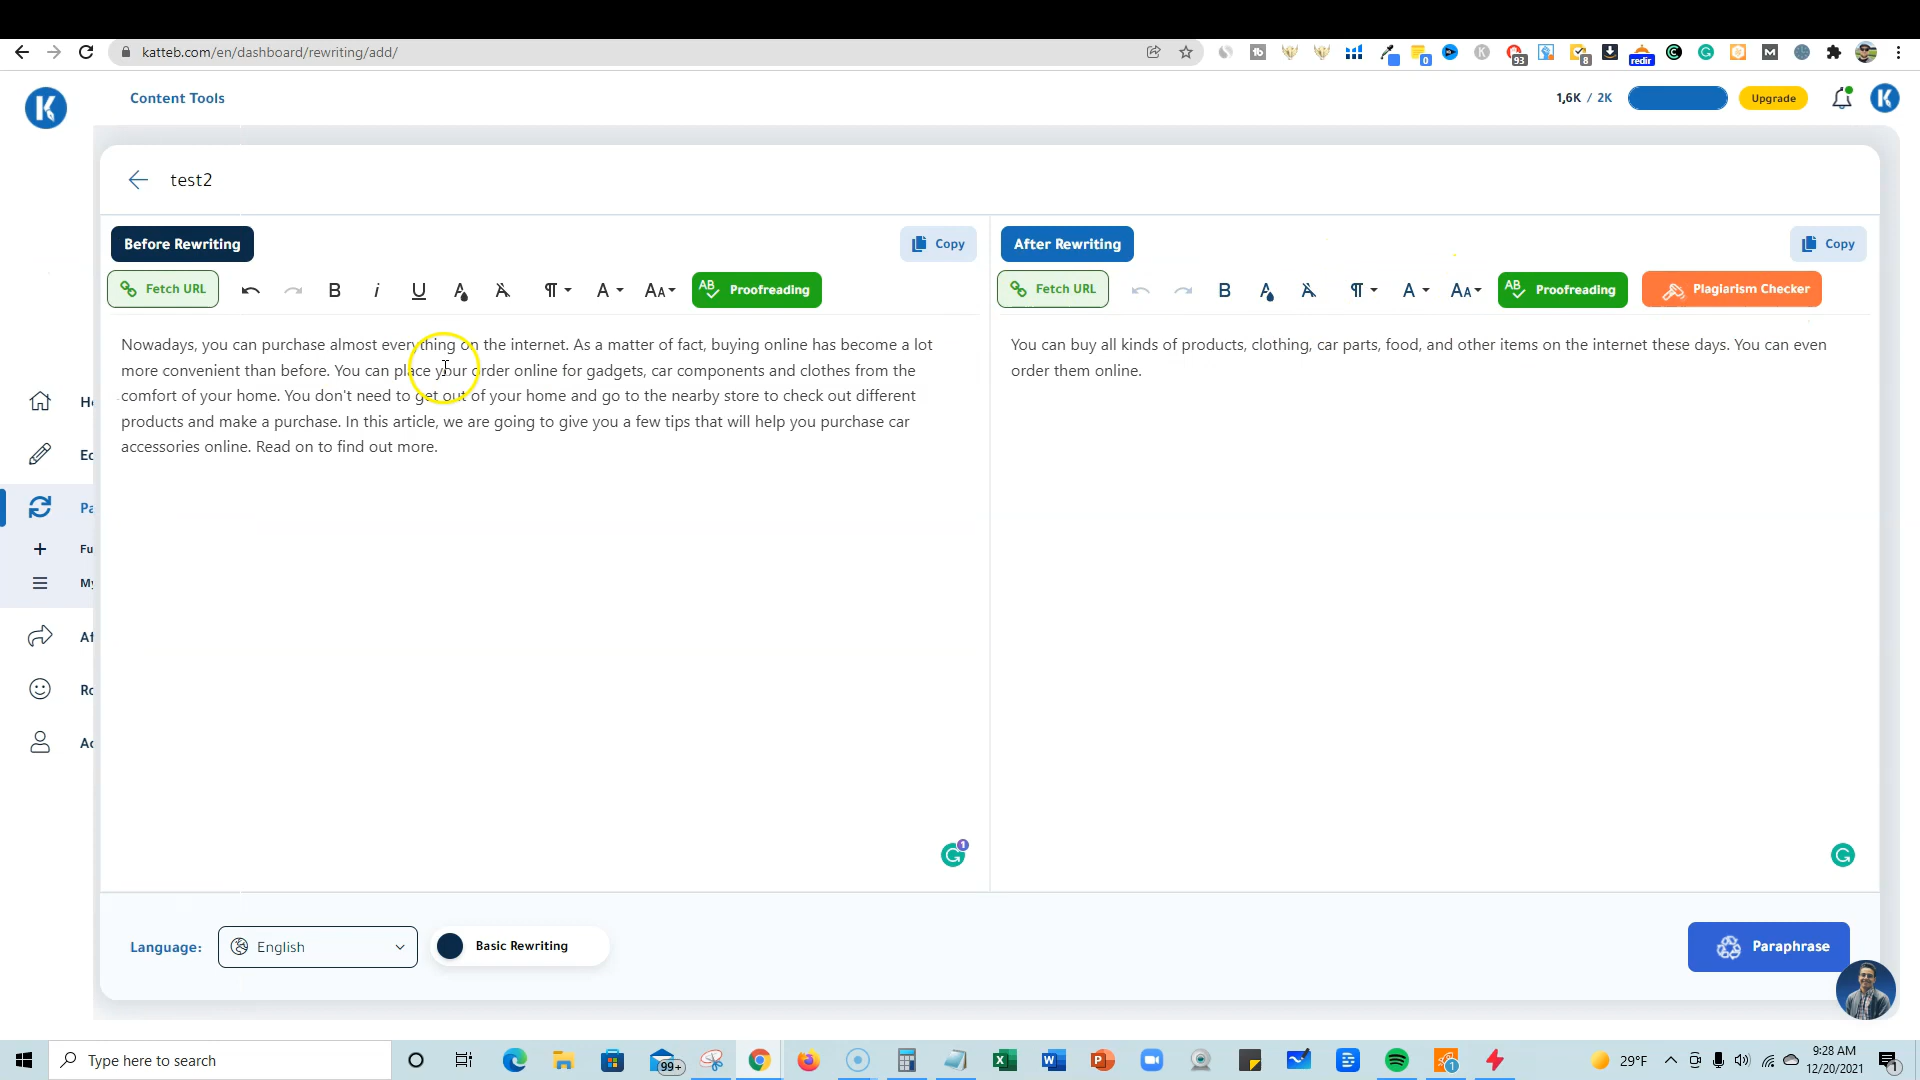 katteb.com/en/dashboard/rewriting/add/
0
93
8
redir
Content Tools
1,6K / 2K
Upgrade
test2
Before Rewriting
Copy
After Rewriting
Copy
Fetch URL
Proofreading
Fetch URL
Proofreading
Plagiarism Checker
Nowadays, you can purchase almost everything on the internet. As a matter of fact, buying online has become a lot
more convenient than before. You can place your order online for gadgets, car components and clothes from the
comfort of your home. You don't need to get out of your home and go to the nearby store to check out different
products and make a purchase. In this article, we are going to give you a few tips that will help you purchase car
accessories online. Read on to find out more.
You can buy all kinds of products, clothing, car parts, food, and other items on the internet these days. You can even
order them online.
Language:
English
Basic Rewriting
Paraphrase
Type here to search
99+
29°F
9:28 AM
12/20/2021